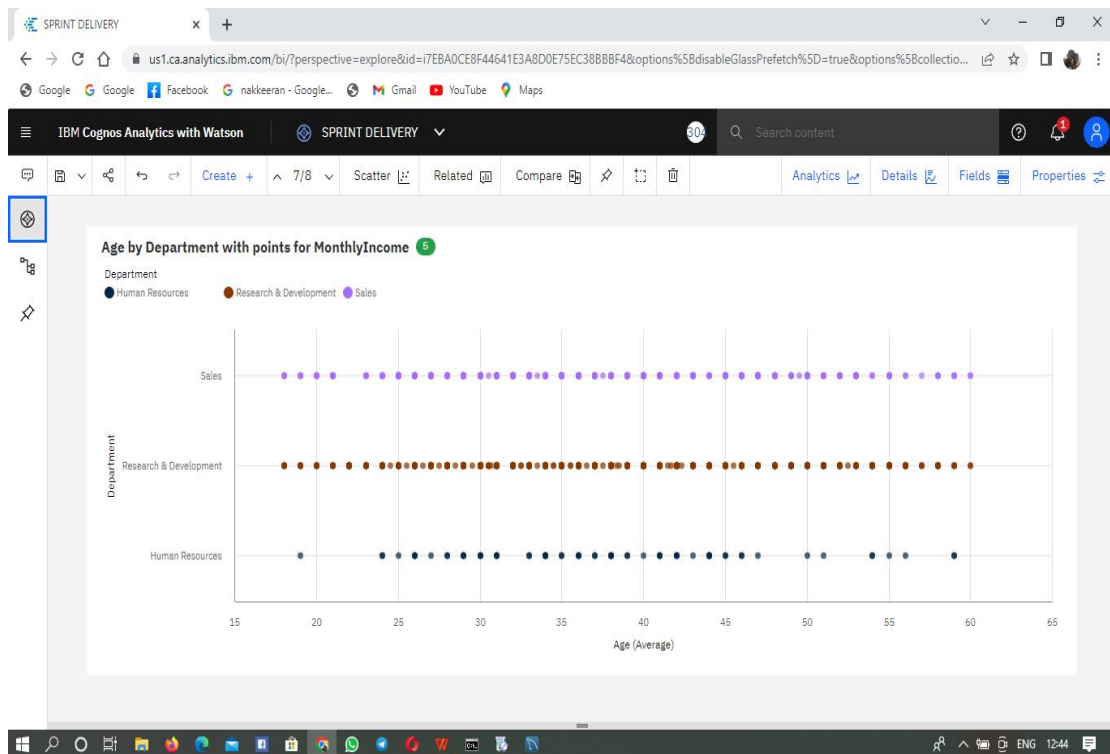 SPRINT DELIVERY
us1.ca.analytics.ibm.com/bi/?perspective=explore&id=i7EBA0CE8F44641E3A8D0E75EC38BBBF4&options%5BdisableGlassPrefetch%5D=true&options%5Bcollectio...
Google Google Facebook nakkeeran - Google... Gmail YouTube Maps
IBM Cognos Analytics with Watson SPRINT DELIVERY 304 Search content 1
Create + 7/8 Scatter Related Compare Analytics Details Fields Properties
Age by Department with points for MonthlyIncome 5
Department
Human Resources Research & Development Sales
Sales
Research & Development
Human Resources
Department
15 20 25 30 35 40 45 50 55 60 65
Age (Average)
ENG 12:44